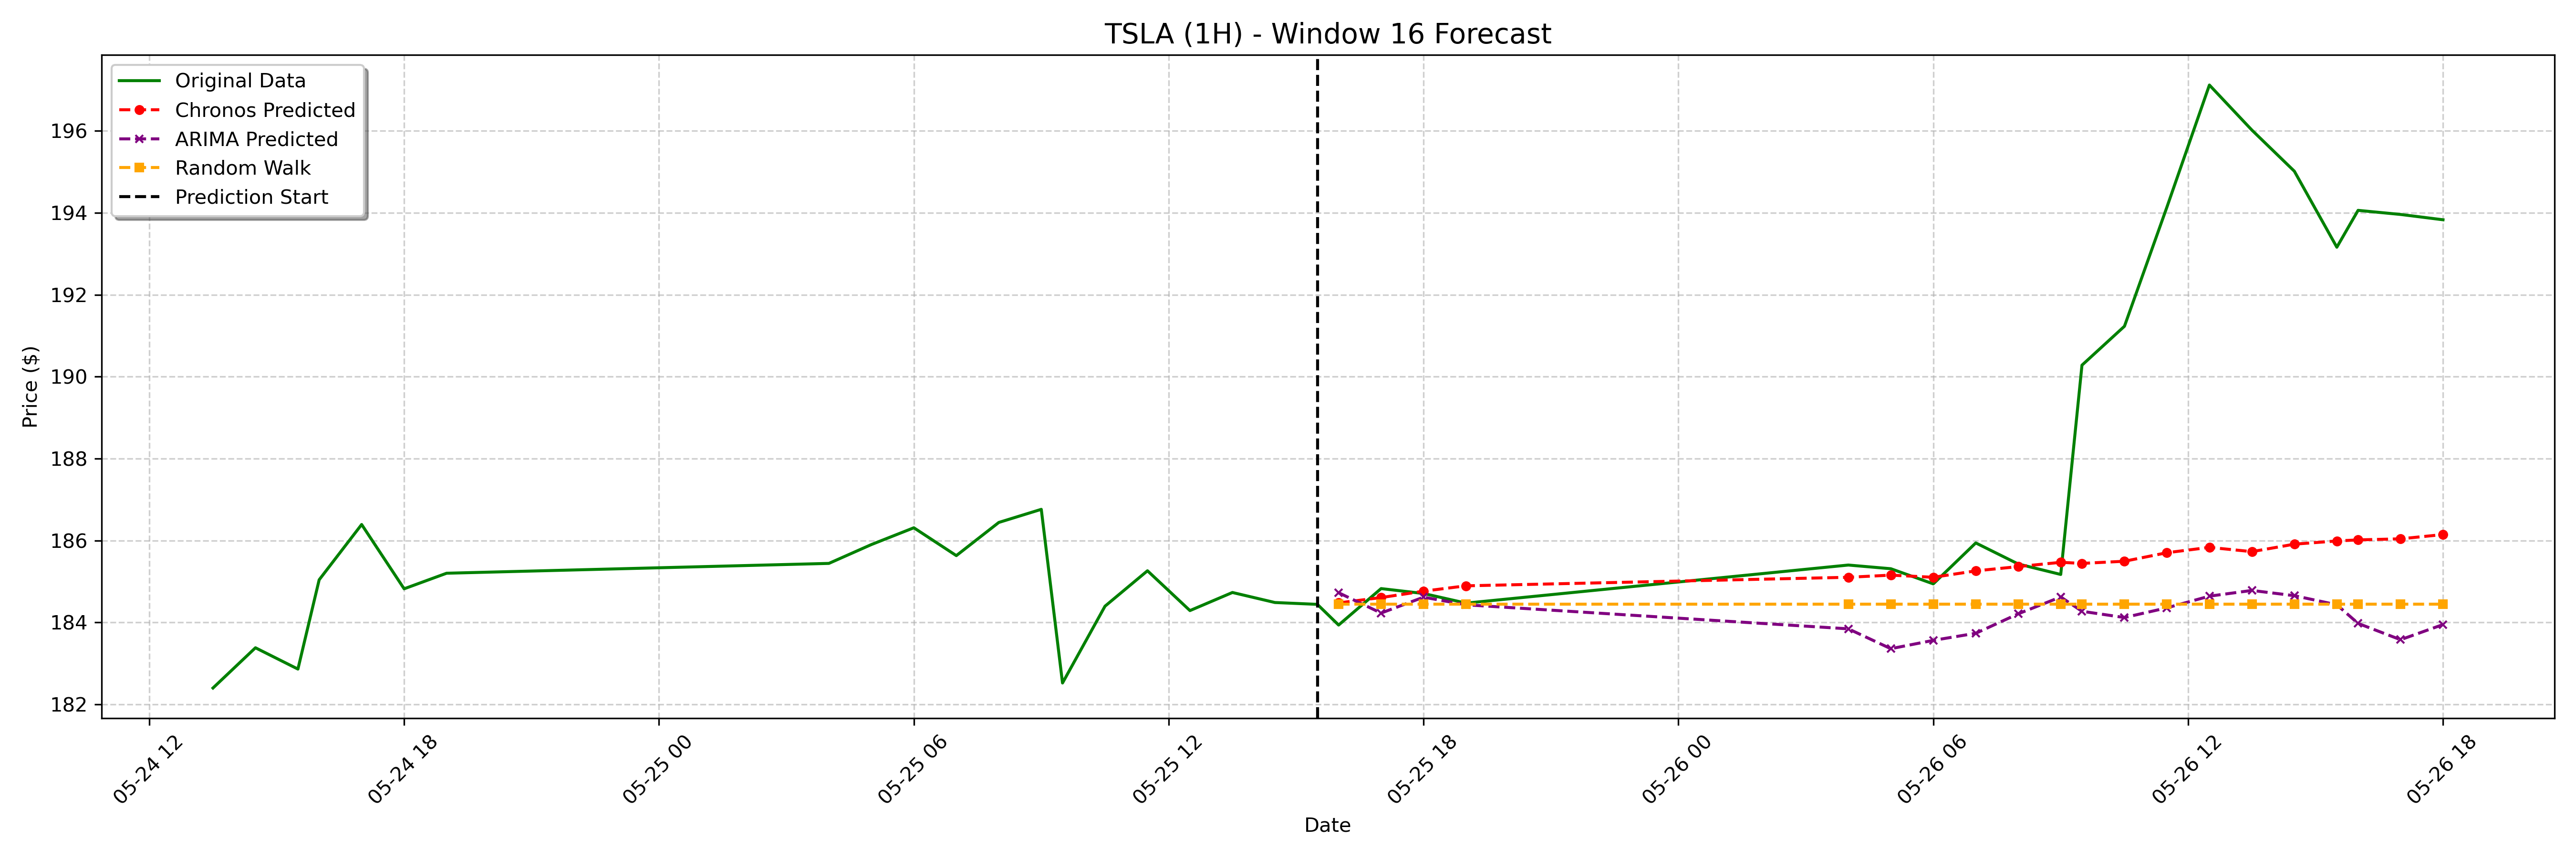 TSLA (1H) - Window 16 Forecast
Original Data
Chronos Predicted
ARIMA Predicted
Random Walk
Prediction Start
Price ($)
196
194
192
190
188
186
184
182
05-24 12
05-24 18
05-25 00
05-25 06
05-25 12
05-25 18
05-26 00
05-26 06
05-26 12
05-26 18
Date